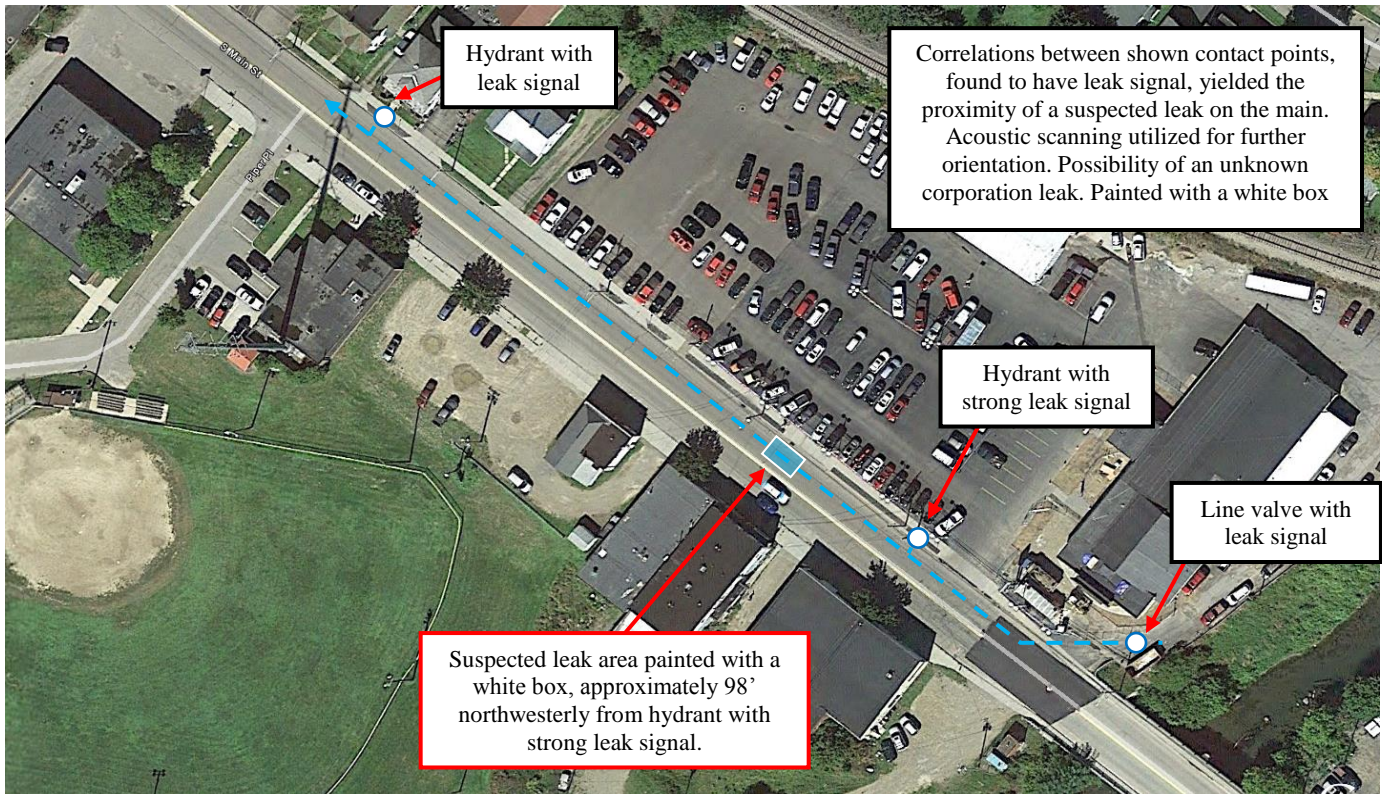 S Main St
Hydrant with
leak signal
Correlations between shown contact points,
found to have leak signal, yielded the
proximity of a suspected leak on the main.
Acoustic scanning utilized for further
orientation. Possibility of an unknown
corporation leak. Painted with a white box
Piper Pl
Hydrant with
strong leak signal
Line valve with
leak signal
Suspected leak area painted with a
white box, approximately 98’
northwesterly from hydrant with
strong leak signal.